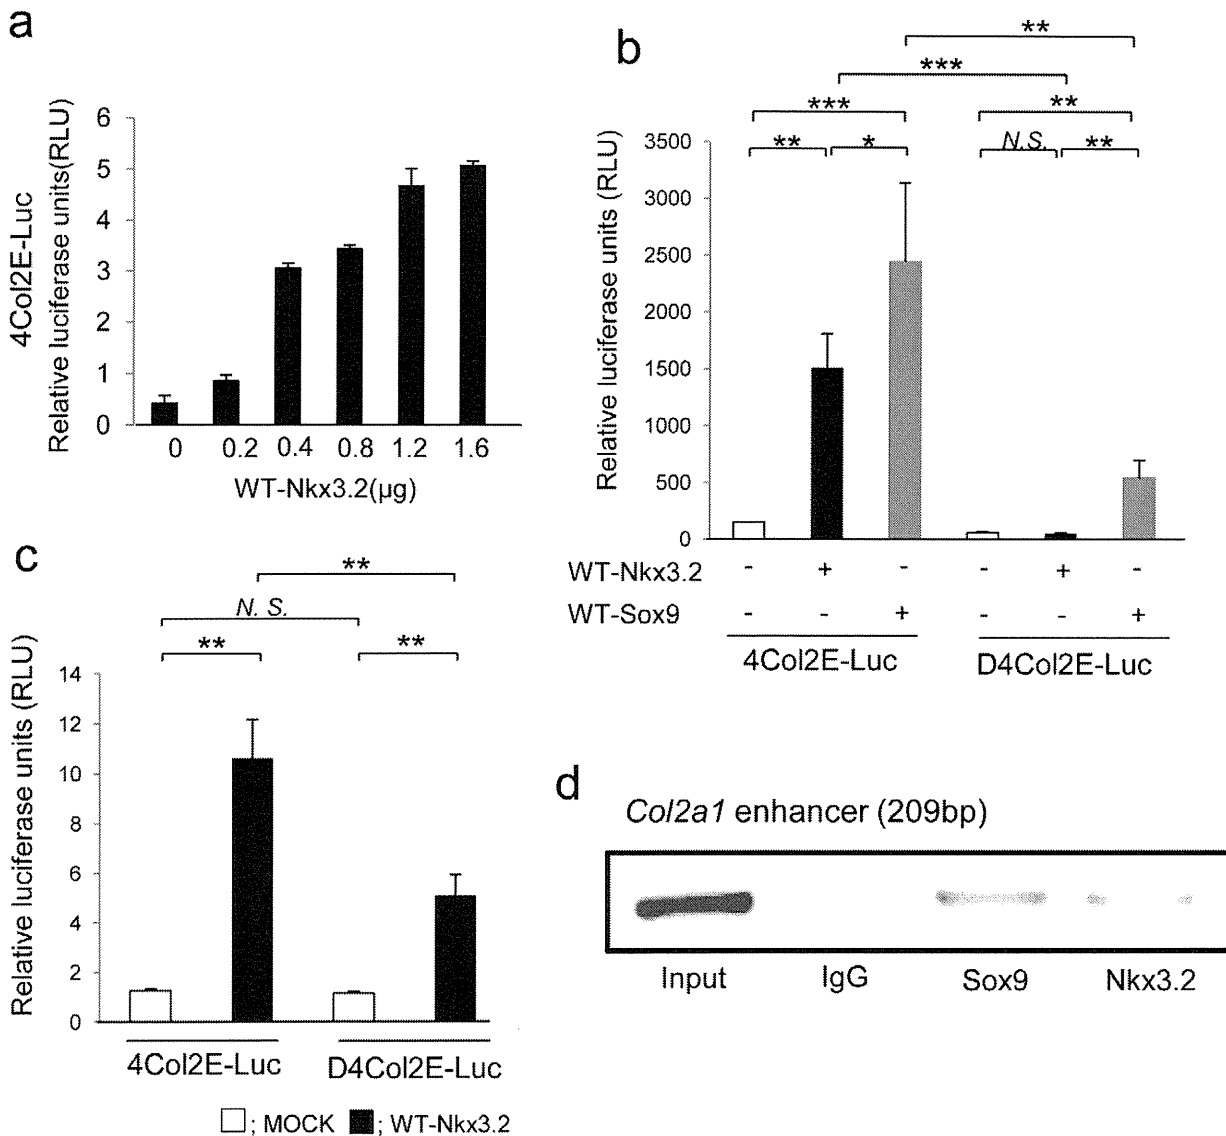 a
4Col2E-Luc
Relative luciferase units(RLU)
6
5
4
3
2
1
0
0 0.2 0.4 0.8 1.2 1.6
WT-Nkx3.2(µg)
b
**
***
*** **
** * N.S. **
Relative luciferase units (RLU)
3500
3000
2500
2000
1500
1000
500
0
WT-Nkx3.2 - + - - + -
WT-Sox9 - - + - - +
4Col2E-Luc D4Col2E-Luc
c
**
N. S.
** **
Relative luciferase units (RLU)
14
12
10
8
6
4
2
0
4Col2E-Luc D4Col2E-Luc
; MOCK ; WT-Nkx3.2
d
Col2a1 enhancer (209bp)
Input IgG Sox9 Nkx3.2